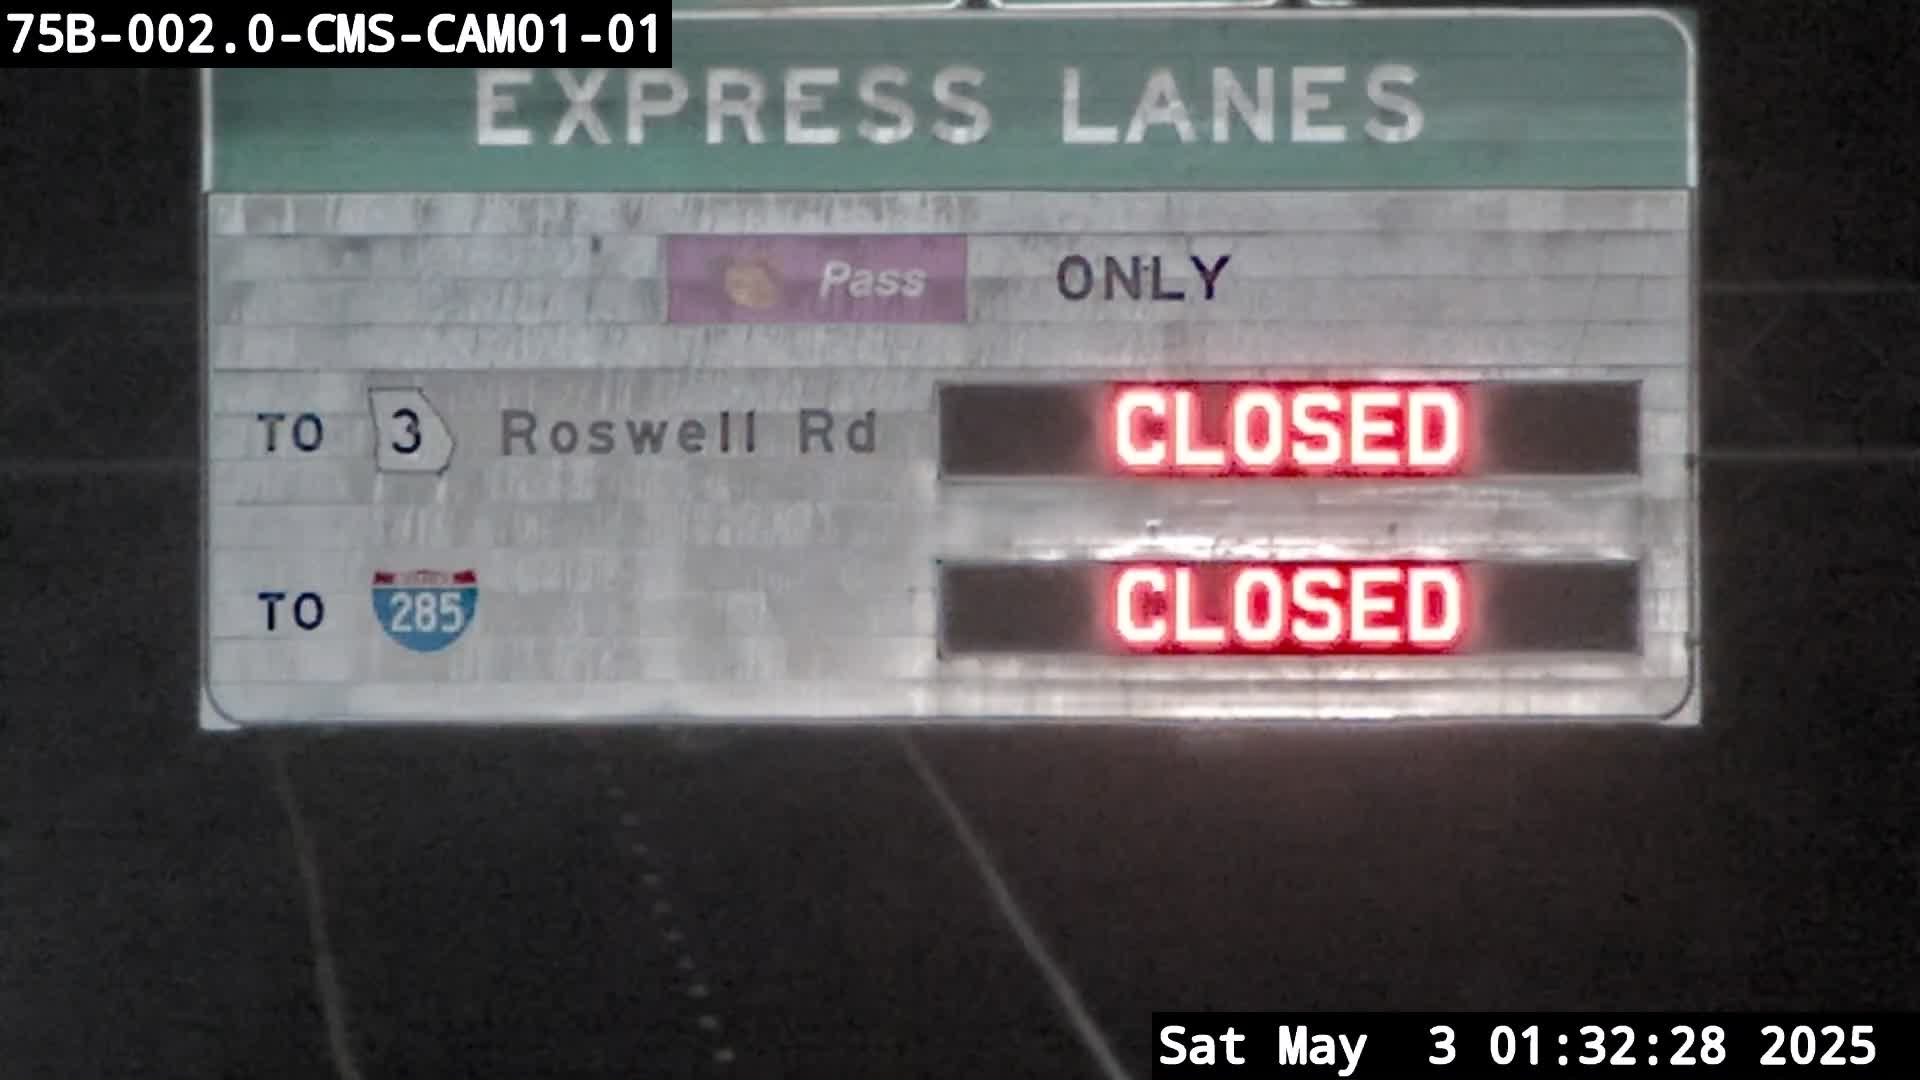 75B-002.0-CMS-CAM01-01
EXPRESS LANES
Pass ONLY
TO 3 Roswell Rd CLOSED
TO 285 CLOSED
Sat May 3 01:32:28 2025